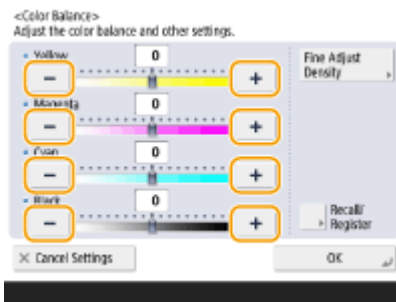 <Color Balance>
Adjust the color balance and other settings.
Yellow 0
Fine Adjust
Density
− +
Magenta 0
− +
Cyan 0
− +
Black 0
Recall/
Register
− +
× Cancel Settings
OK